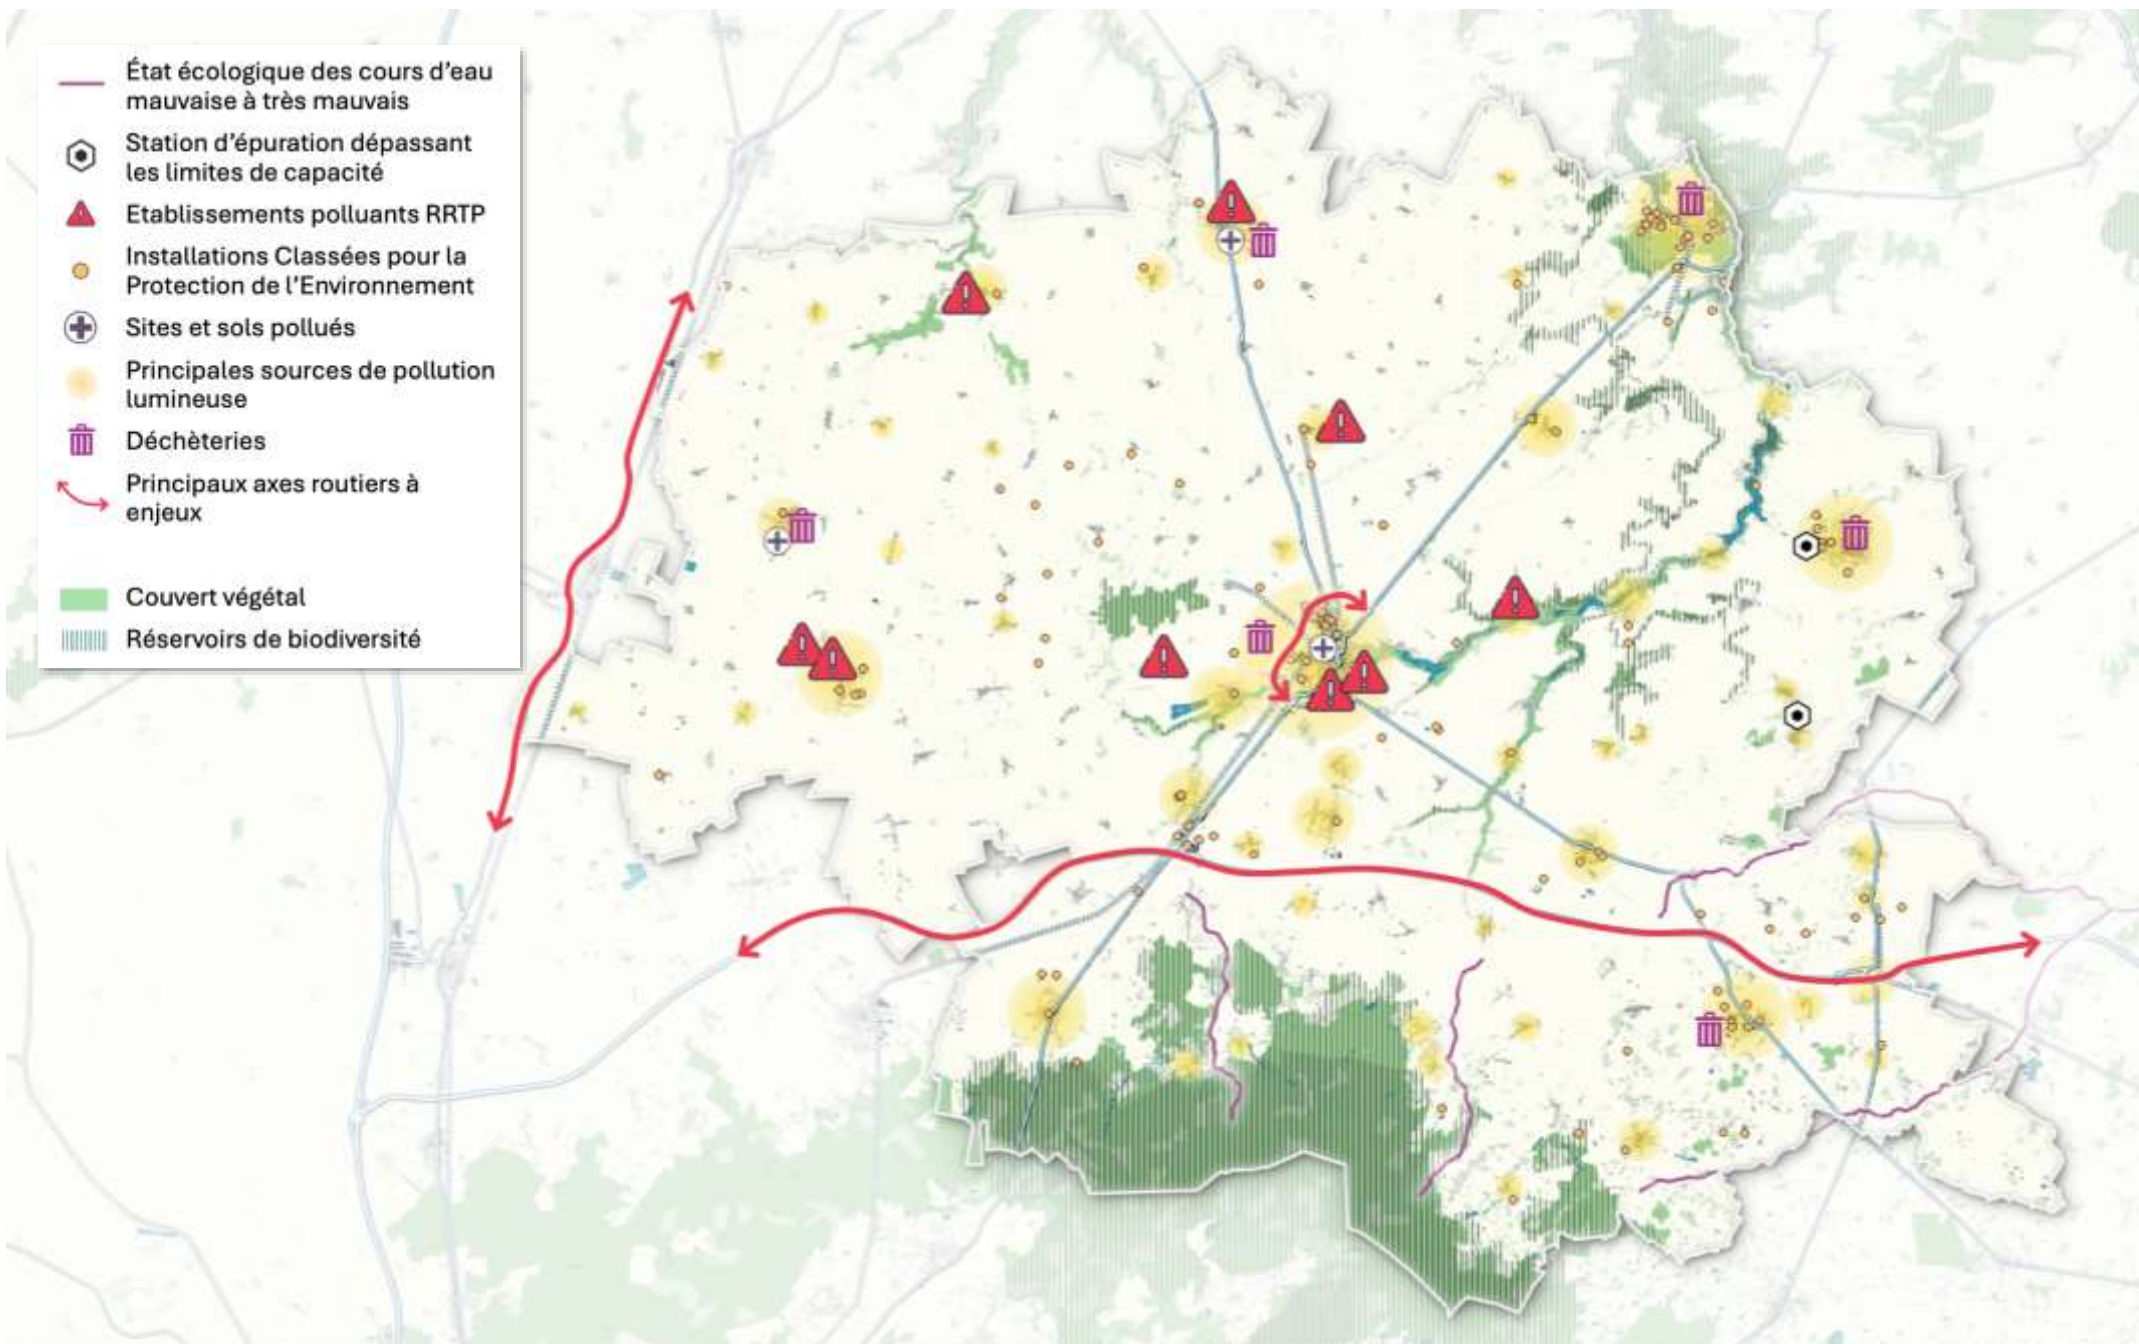 État écologique des cours d'eau
mauvaise à très mauvais
Station d'épuration dépassant
les limites de capacité
Etablissements polluants RRTP
Installations Classées pour la
Protection de l'Environnement
Sites et sols pollués
Principales sources de pollution
lumineuse
Déchèteries
Principaux axes routiers à
enjeux
Couvert végétal
Réservoirs de biodiversité